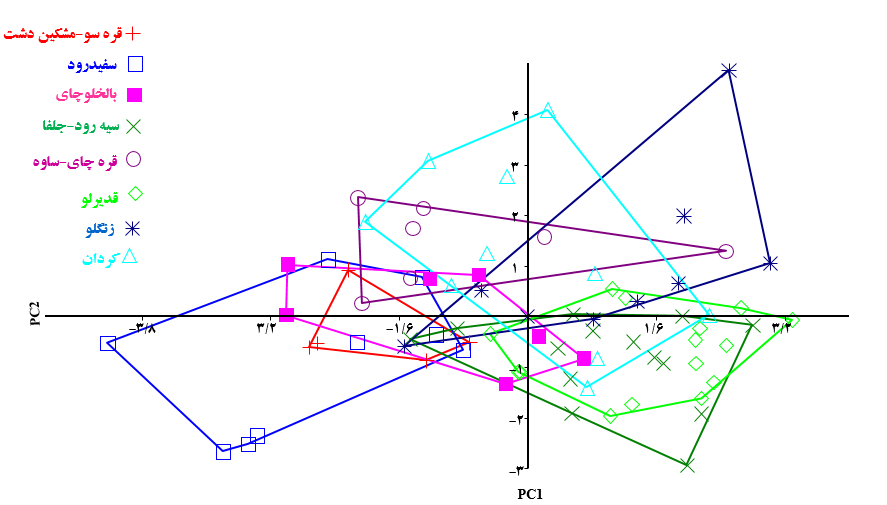 قره سو-مشکین دشت
سفیدرود
بالخلوچای
سیه رود-جلفا
قره چای-ساوه
قدیرلو
زنگلو
کردان
۴
۳
۲
۱
PC2
-۳/۸
۳/۲
-۱/۶
۱/۶
۳/۲
-۱
-۲
-۳
PC1